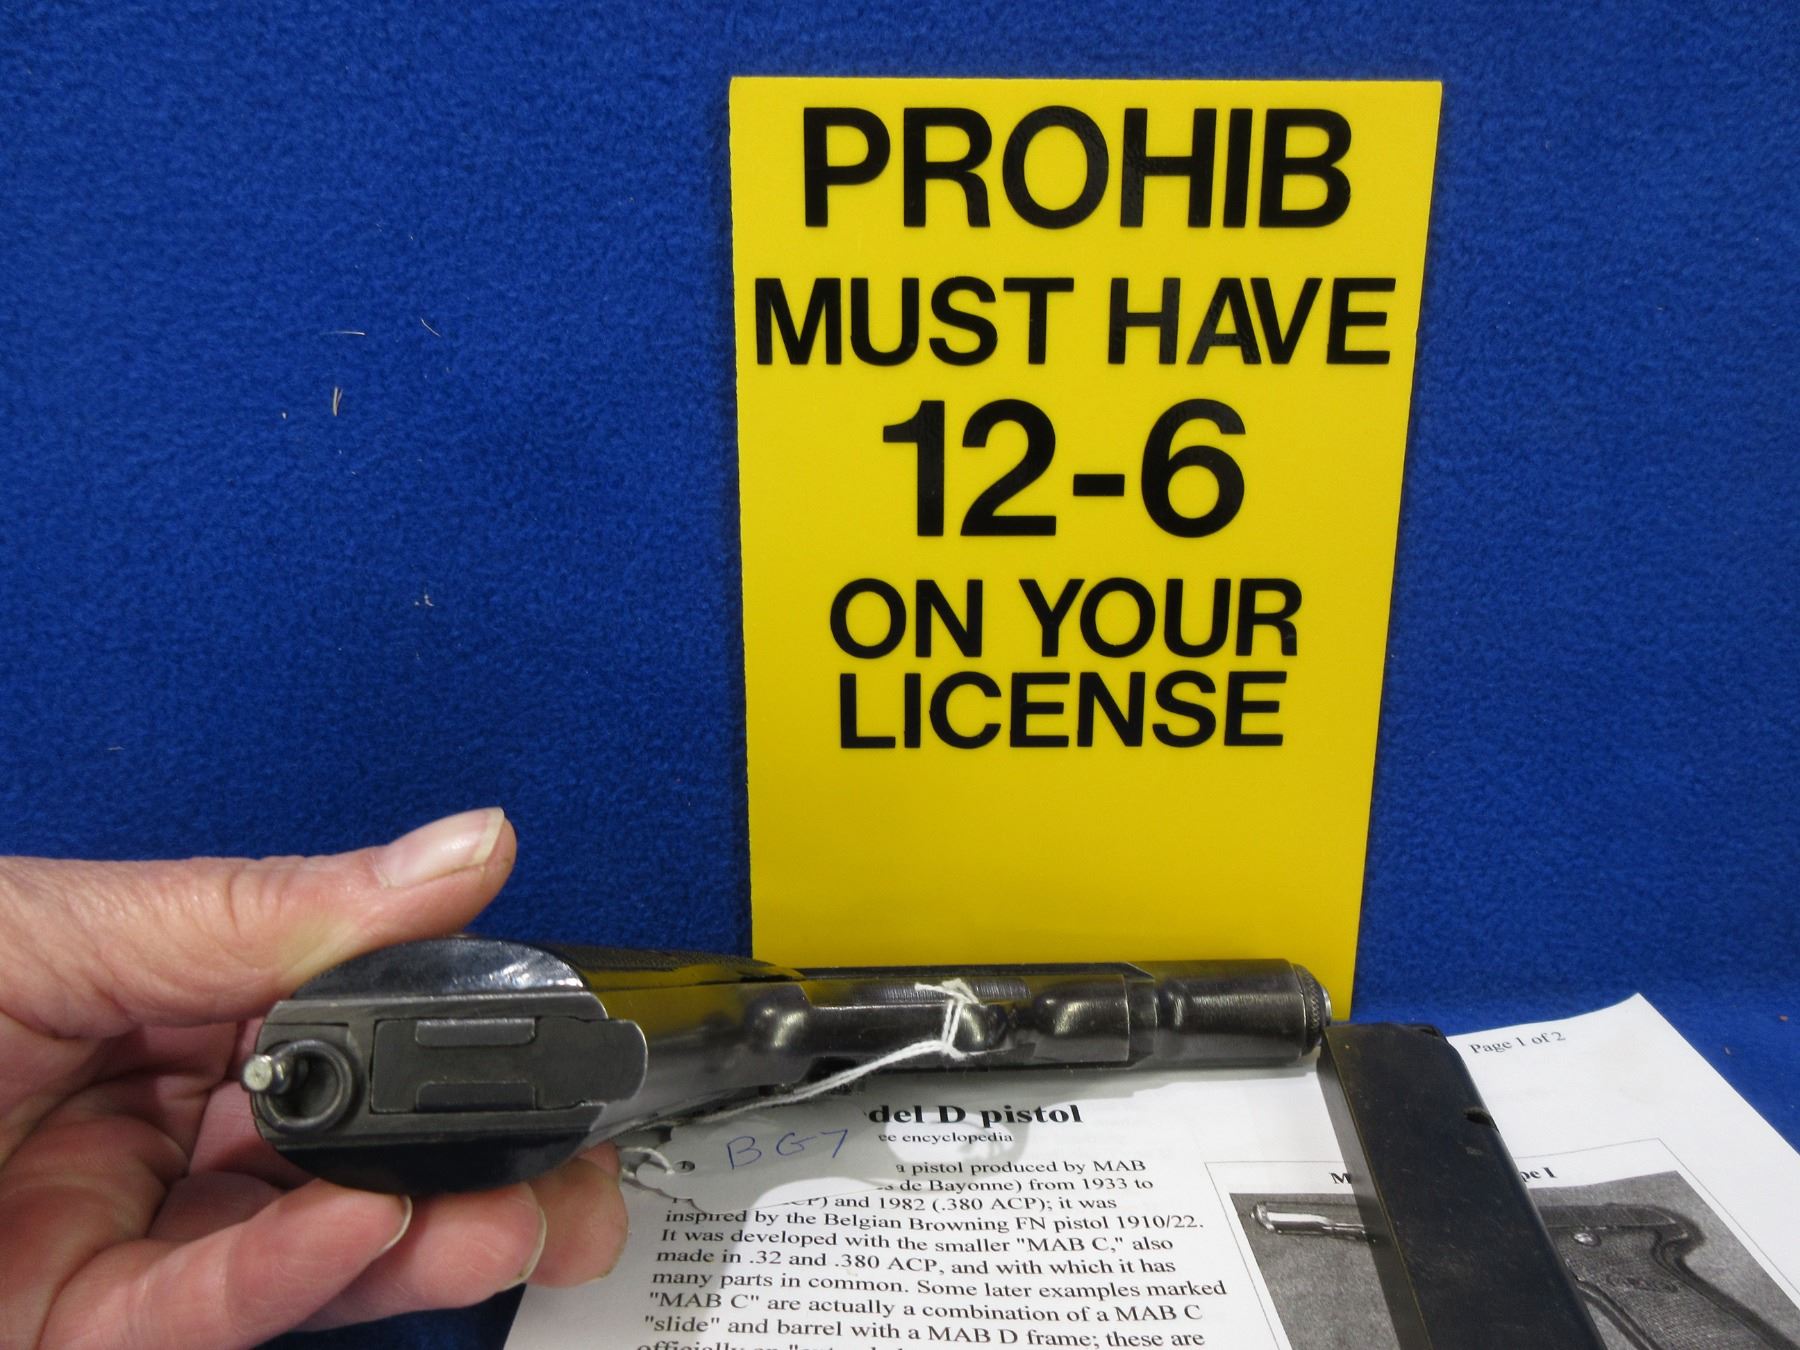 PROHIB
MUST HAVE
12-6
ON YOUR
LICENSE
Page 1 of 2
del D pistol
BG7
ee encyclopedia
a pistol produced by MAB
de Bayonne) from 1933 to
and 1982 (.380 ACP); it was
inspired by the Belgian Browning FN pistol 1910/22.
It was developed with the smaller "MAB C," also
made in .32 and .380 ACP, and with which it has
many parts in common. Some later examples marked
"MAB C" are actually a combination of a MAB C
"slide" and barrel with a MAB D frame; these are
M
pe I